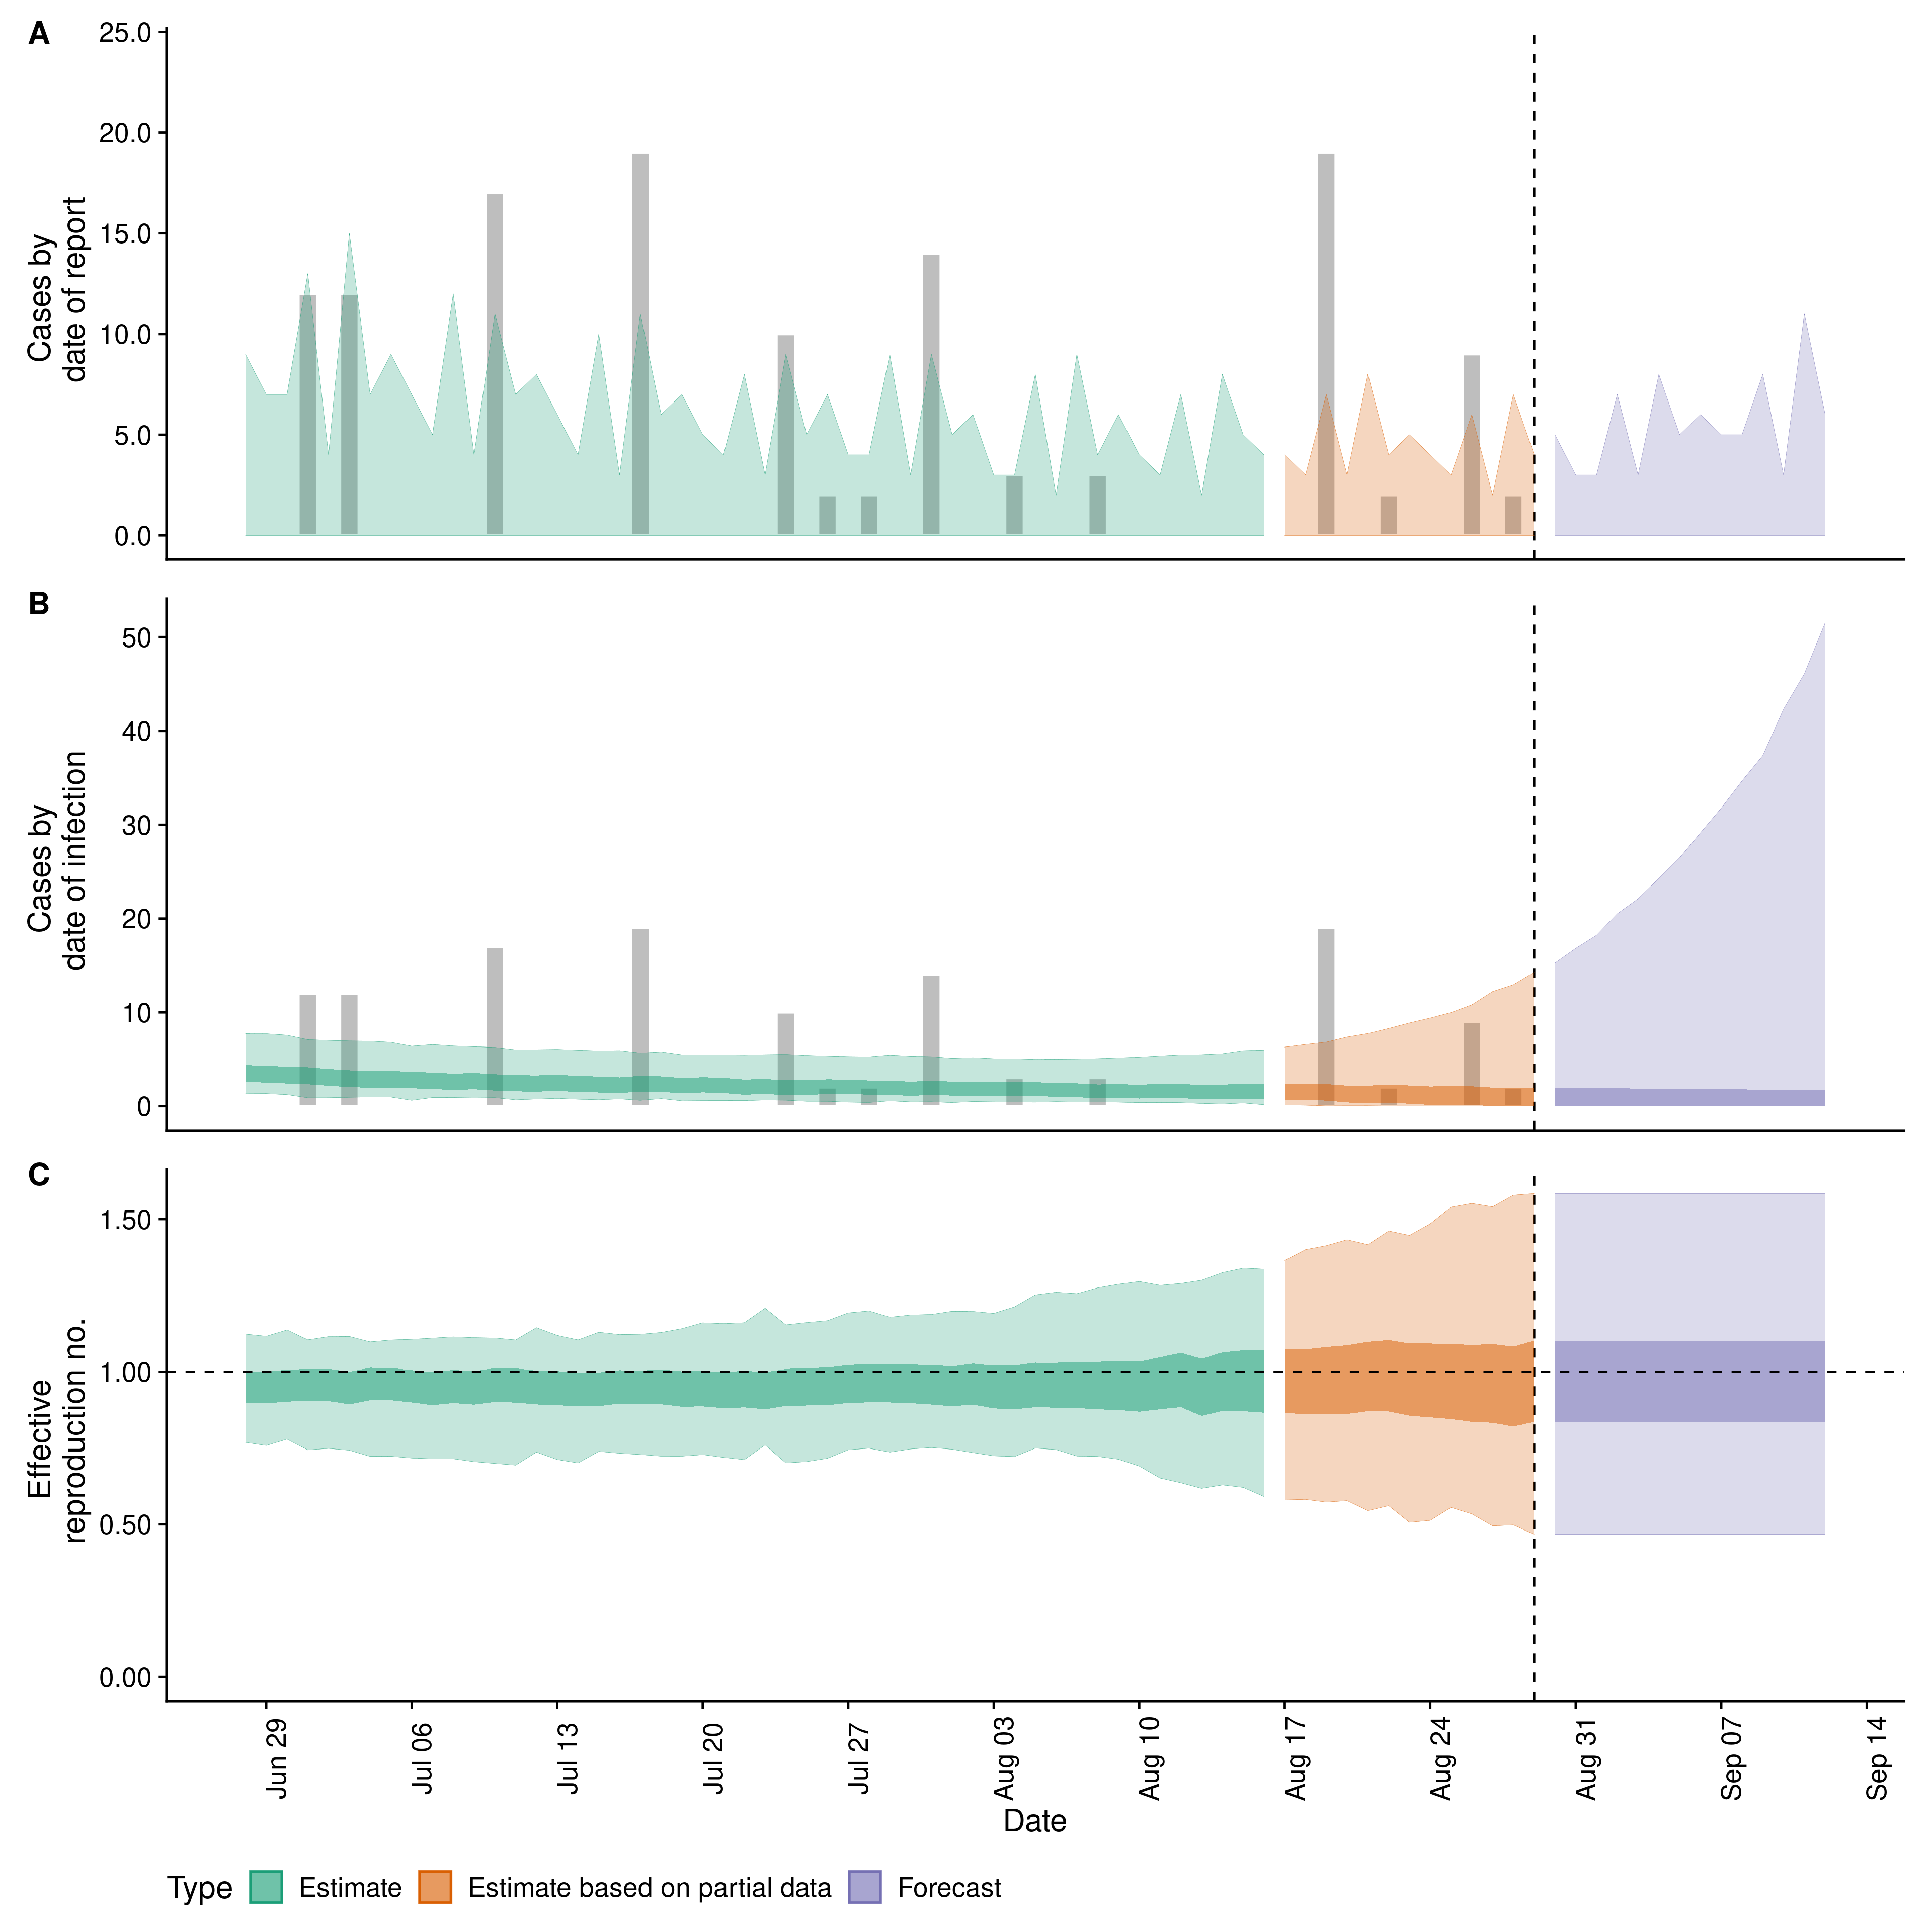 A
25.0
20.0
15.0
10.0
5.0
0.0
Cases by
date of report
B
50
40
30
20
10
0
Cases by
date of infection
C
1.50
1.00
0.50
0.00
Effective
reproduction no.
Jun 29
Jul 06
Jul 13
Jul 20
Jul 27
Aug 03
Aug 10
Aug 17
Aug 24
Aug 31
Sep 07
Sep 14
Date
Type Estimate Estimate based on partial data Forecast